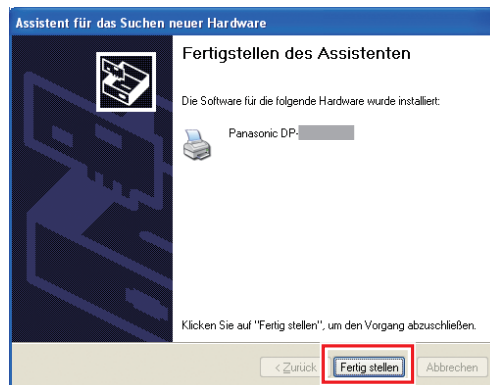 Assistent für das Suchen neuer Hardware
Fertigstellen des Assistenten
Die Software für die folgende Hardware wurde installiert:
Panasonic DP-
Klicken Sie auf "Fertig stellen", um den Vorgang abzuschließen.
< Zurück Fertig stellen Abbrechen